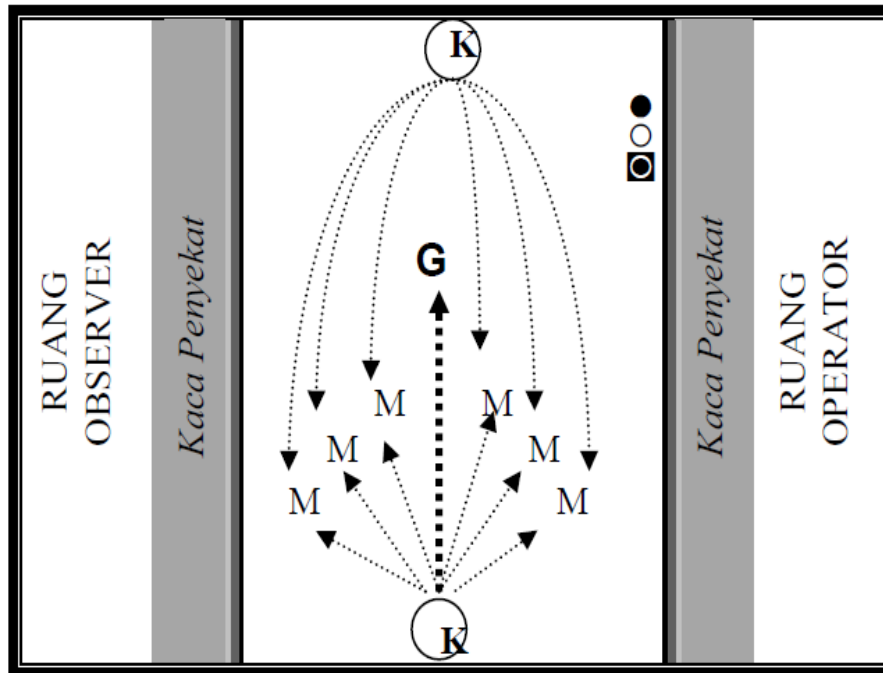 K
RUANG
OBSERVER
Kaca Penyekat
G
M
M
M
M
M
M
K
Kaca Penyekat
RUANG
OPERATOR